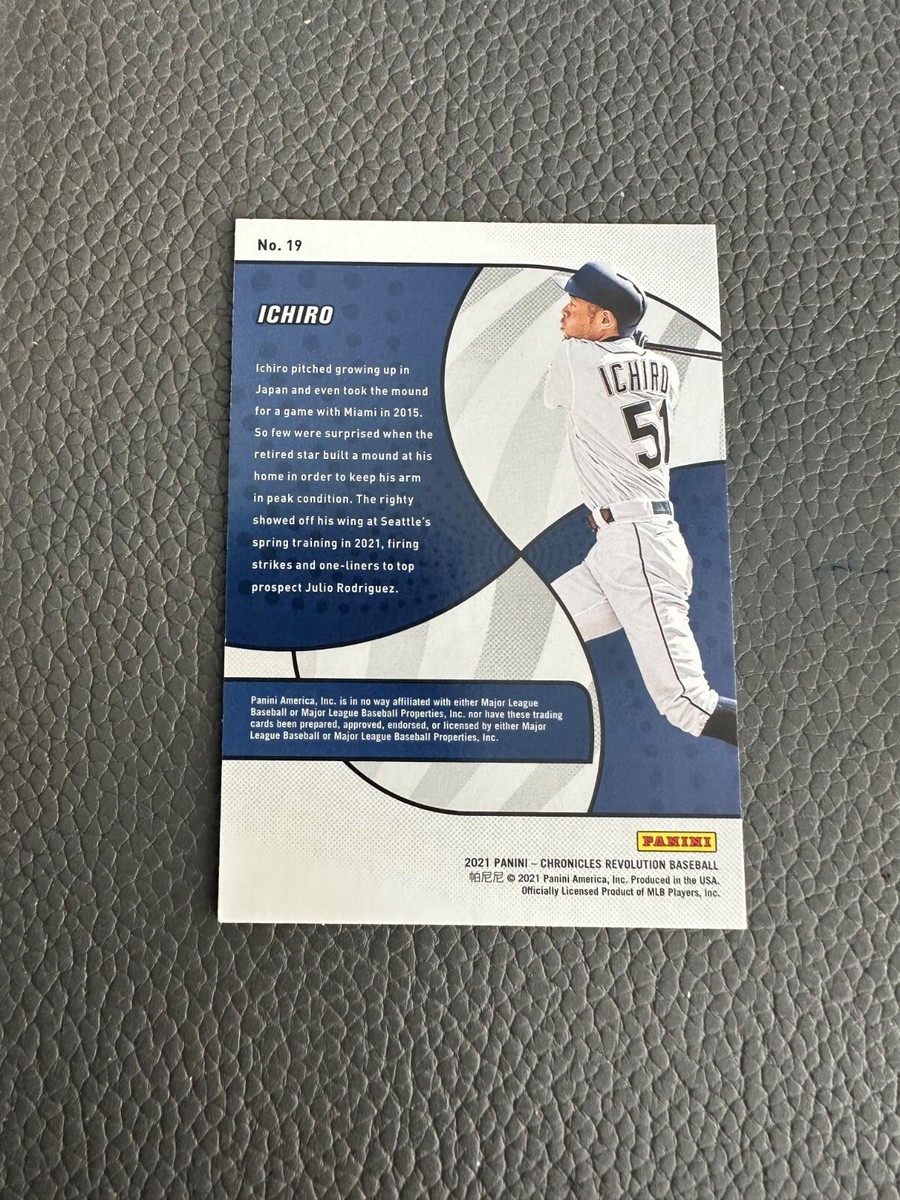 No. 19
ICHIRO
Ichiro pitched growing up in
Japan and even took the mound
for a game with Miami in 2015.
So few were surprised when the
retired star built a mound at his
home in order to keep his arm
in peak condition. The righty
showed off his wing at Seattle's
spring training in 2021, firing
strikes and one-liners to top
prospect Julio Rodriguez.
ICHIRO
51
Panini America, Inc. is in no way affiliated with either Major League
Baseball or Major League Baseball Properties, Inc. nor have these trading
cards been prepared, approved, endorsed, or licensed by either Major
League Baseball or Major League Baseball Properties, Inc.
PANINI
2021 PANINI – CHRONICLES REVOLUTION BASEBALL
帕尼尼 © 2021 Panini America, Inc. Produced in the USA.
Officially Licensed Product of MLB Players, Inc.